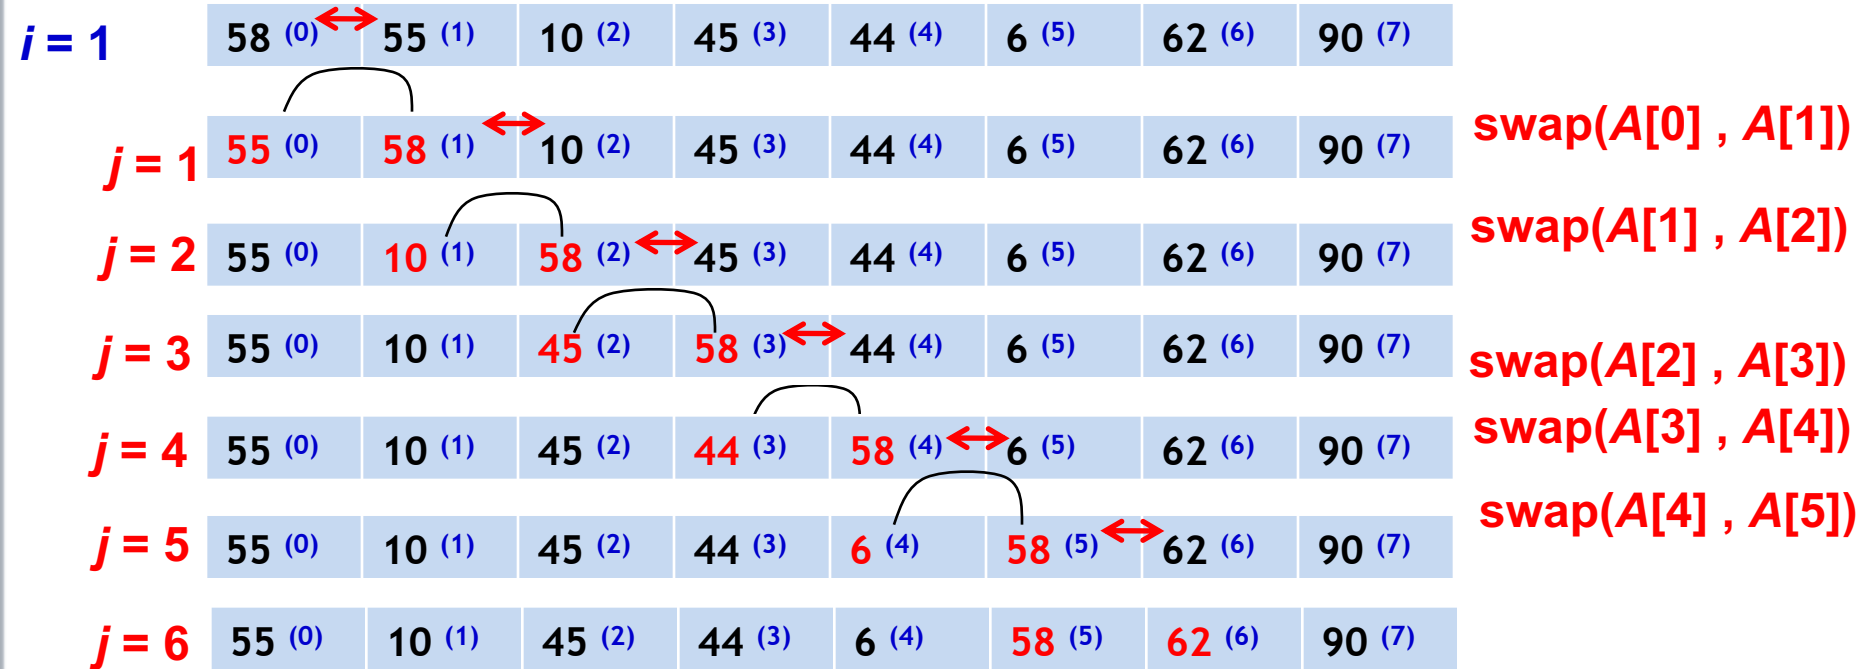 i = 1 58 (0) 55 (1) 10 (2) 45 (3) 44 (4) 6 (5) 62 (6) 90 (7)
j = 1 55 (0) 58 (1) 10 (2) 45 (3) 44 (4) 6 (5) 62 (6) 90 (7) swap(A[0] , A[1])
j = 2 55 (0) 10 (1) 58 (2) 45 (3) 44 (4) 6 (5) 62 (6) 90 (7) swap(A[1] , A[2])
j = 3 55 (0) 10 (1) 45 (2) 58 (3) 44 (4) 6 (5) 62 (6) 90 (7) swap(A[2] , A[3])
j = 4 55 (0) 10 (1) 45 (2) 44 (3) 58 (4) 6 (5) 62 (6) 90 (7) swap(A[3] , A[4])
j = 5 55 (0) 10 (1) 45 (2) 44 (3) 6 (4) 58 (5) 62 (6) 90 (7) swap(A[4] , A[5])
j = 6 55 (0) 10 (1) 45 (2) 44 (3) 6 (4) 58 (5) 62 (6) 90 (7)